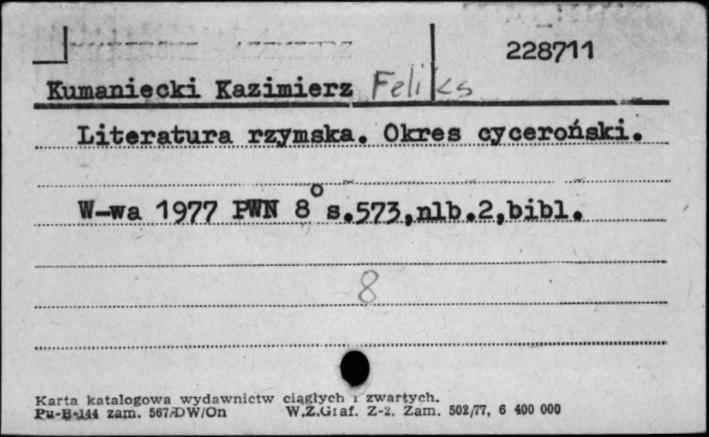 228711
Kumaniecki Kazimierz Feliks
Literatura rzymska. Okres cyceroński.
W-wa 1977 PWN 8° s.573,nlb.2,bibl.
8
Karta katalogowa wydawnictw ciągłych i zwartych.
Pu-B-144 zam. 567/DW/On W.Z.Graf. Z-2. Zam. 502/77, 6 400 000